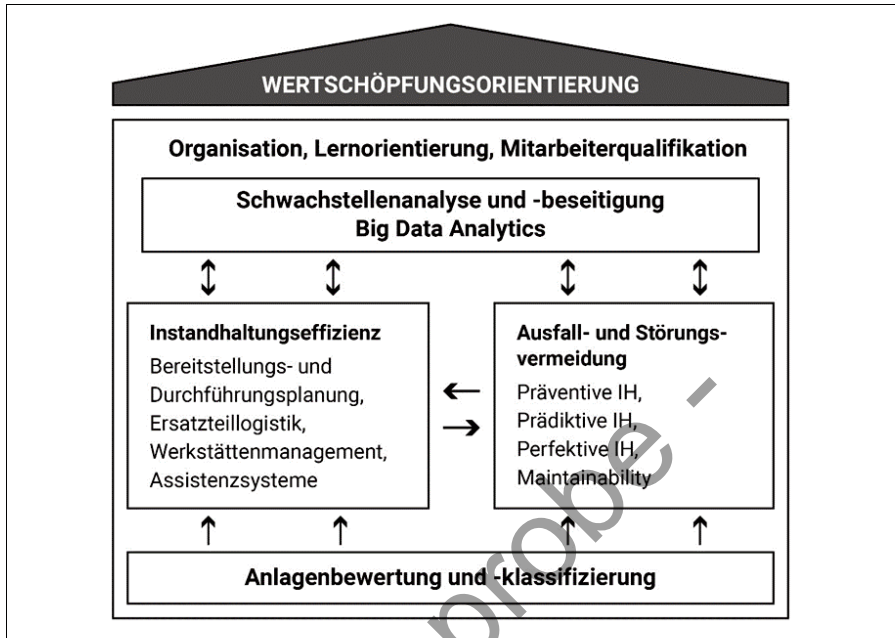 WERTSCHÖPFUNGSORIENTIERUNG
Organisation, Lernorientierung, Mitarbeiterqualifikation
Schwachstellenanalyse und -beseitigung
Big Data Analytics
Instandhaltungseffizienz
Bereitstellungs- und
Durchführungsplanung,
Ersatzteillogistik,
Werkstättenmanagement,
Assistenzsysteme
Ausfall- und Störungs-
vermeidung
Präventive IH,
Prädiktive IH,
Perfektive IH,
Maintainability
Anlagenbewertung und -klassifizierung
probe -